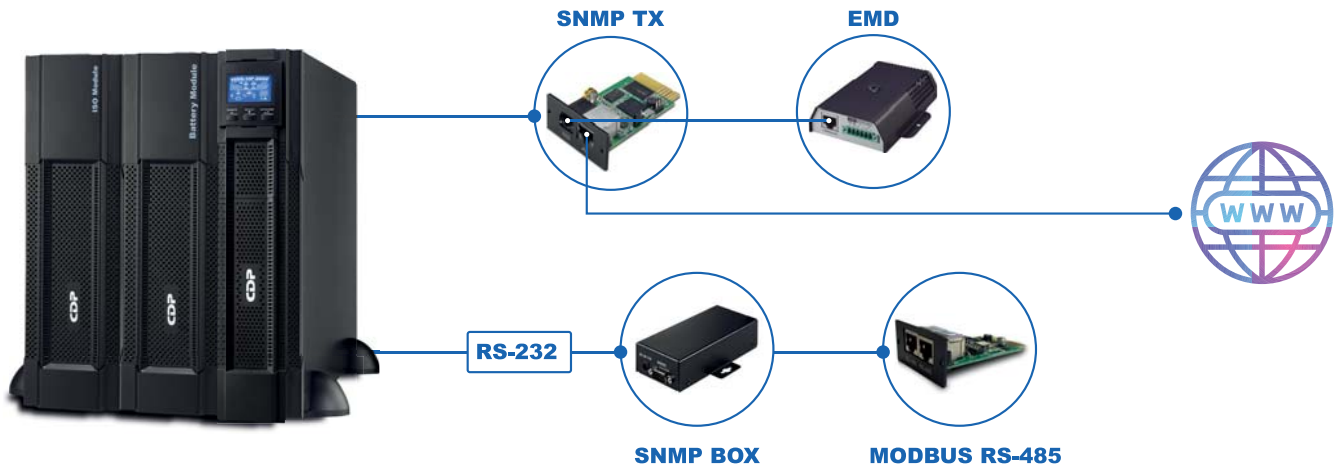 SNMP TX
EMD
ISO Module
Battery Module
WWW
CDP
CDP
CDP
RS-232
SNMP BOX
MODBUS RS-485